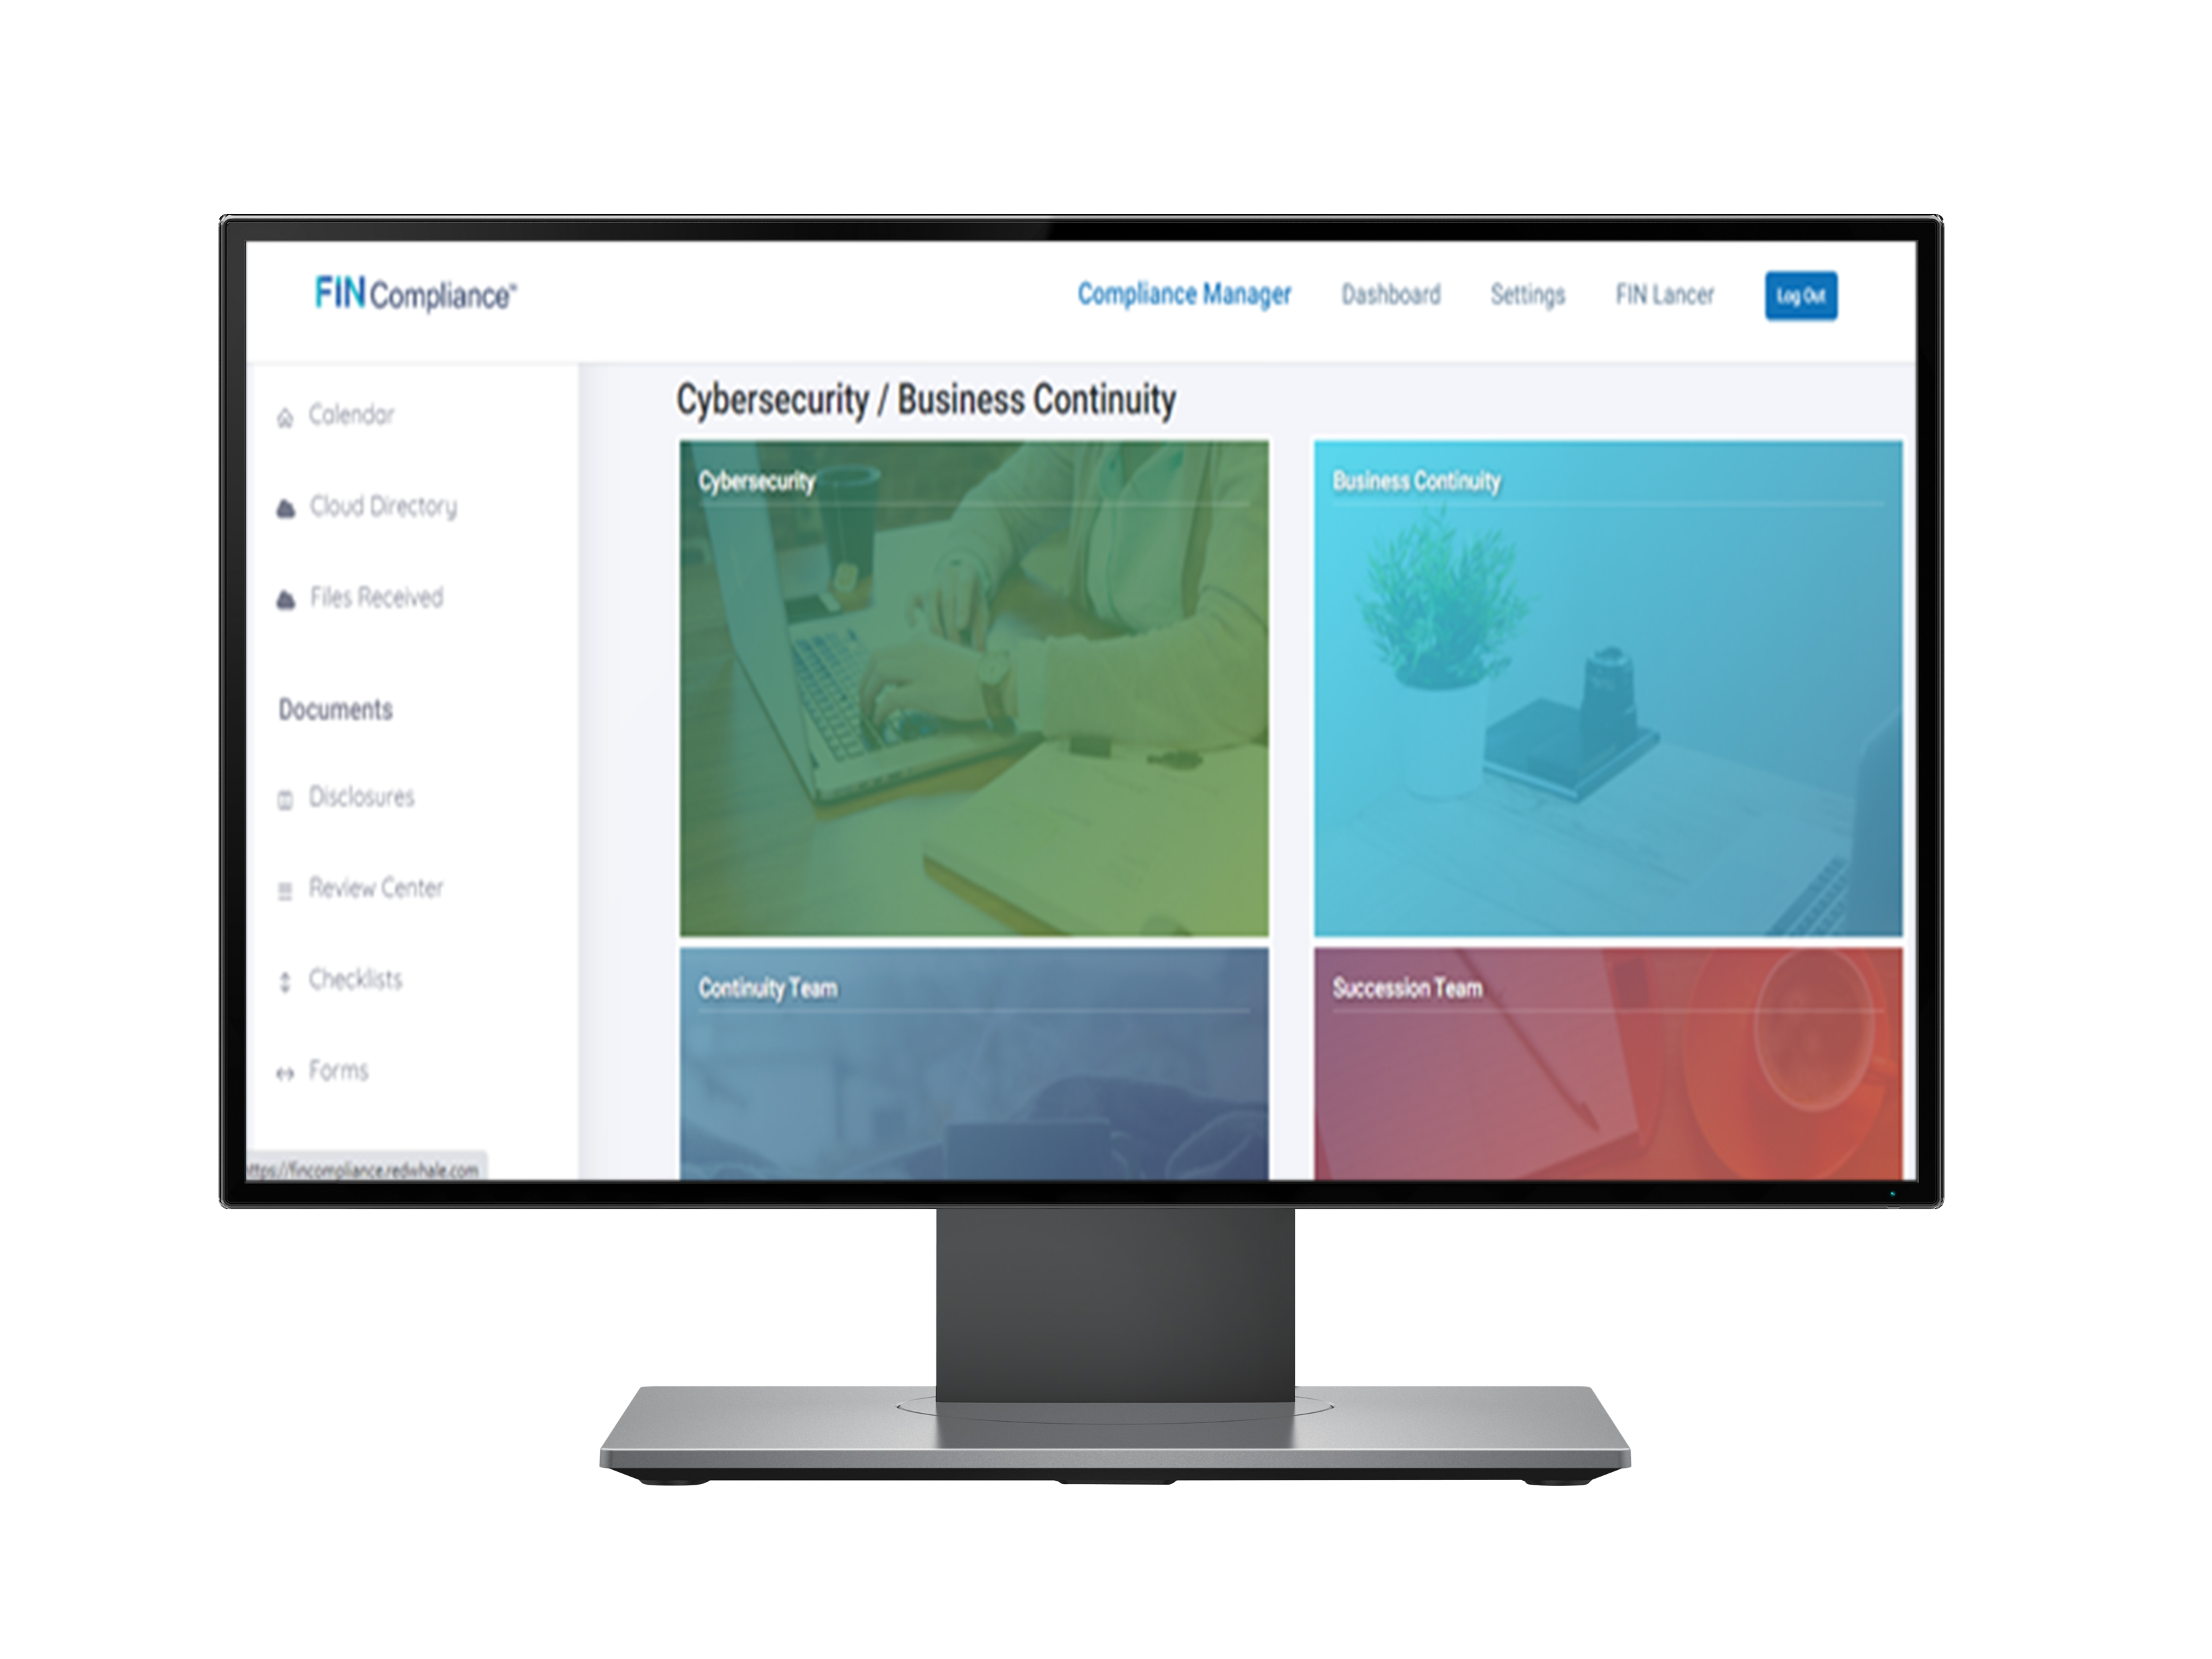 FIN Compliance™
Compliance Manager Dashboard Settings FIN Lancer Log Out
Calendar
Cloud Directory
Files Received
Documents
Disclosures
Review Center
Checklists
Forms
ttps://fincompliance.redwhale.com
Cybersecurity / Business Continuity
Cybersecurity
Business Continuity
Continuity Team
Succession Team